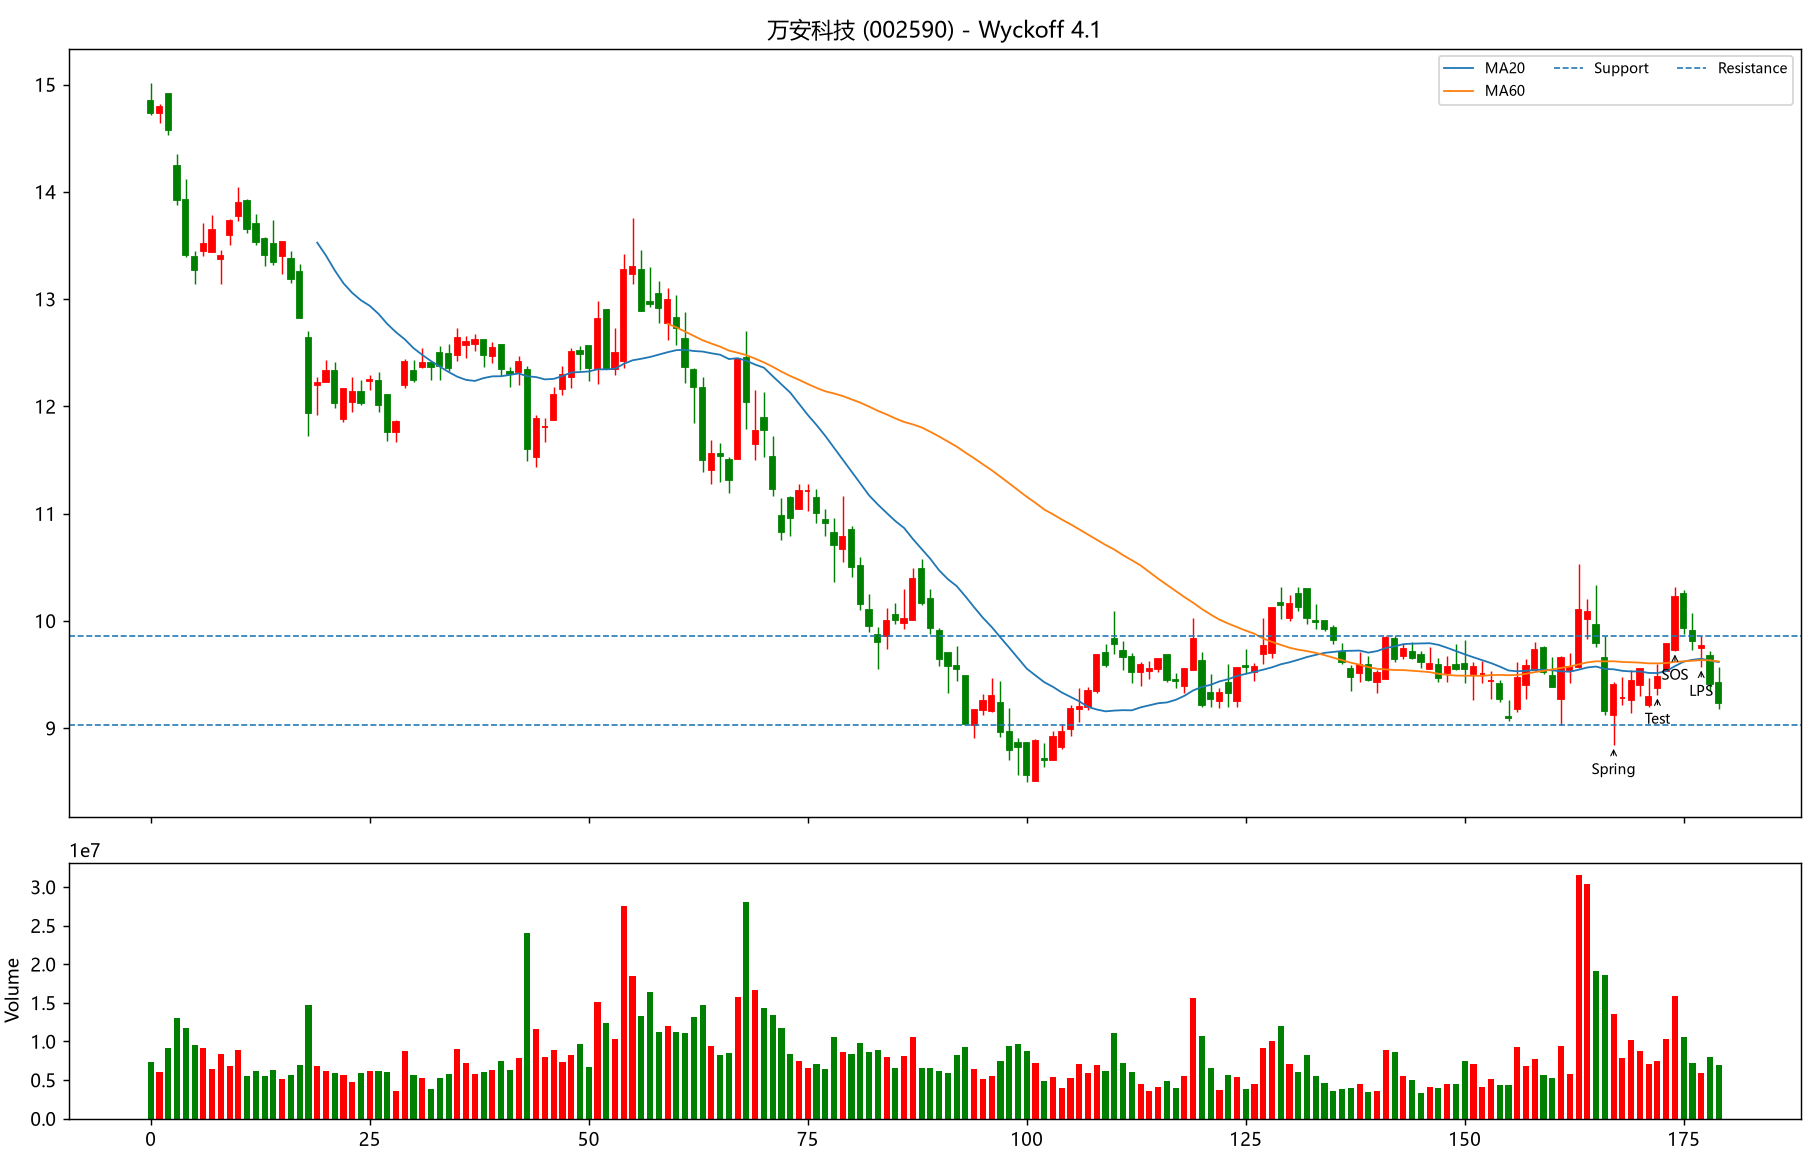 万安科技 (002590) - Wyckoff 4.1
MA20
MA60
Support
Resistance
15
14
13
12
11
10
9
SOS
LPS
Test
Spring
1e7
Volume
3.0
2.5
2.0
1.5
1.0
0.5
0.0
0
25
50
75
100
125
150
175